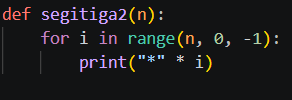 def segitiga2(n):
    for i in range(n, 0, -1):
        print("*" * i)